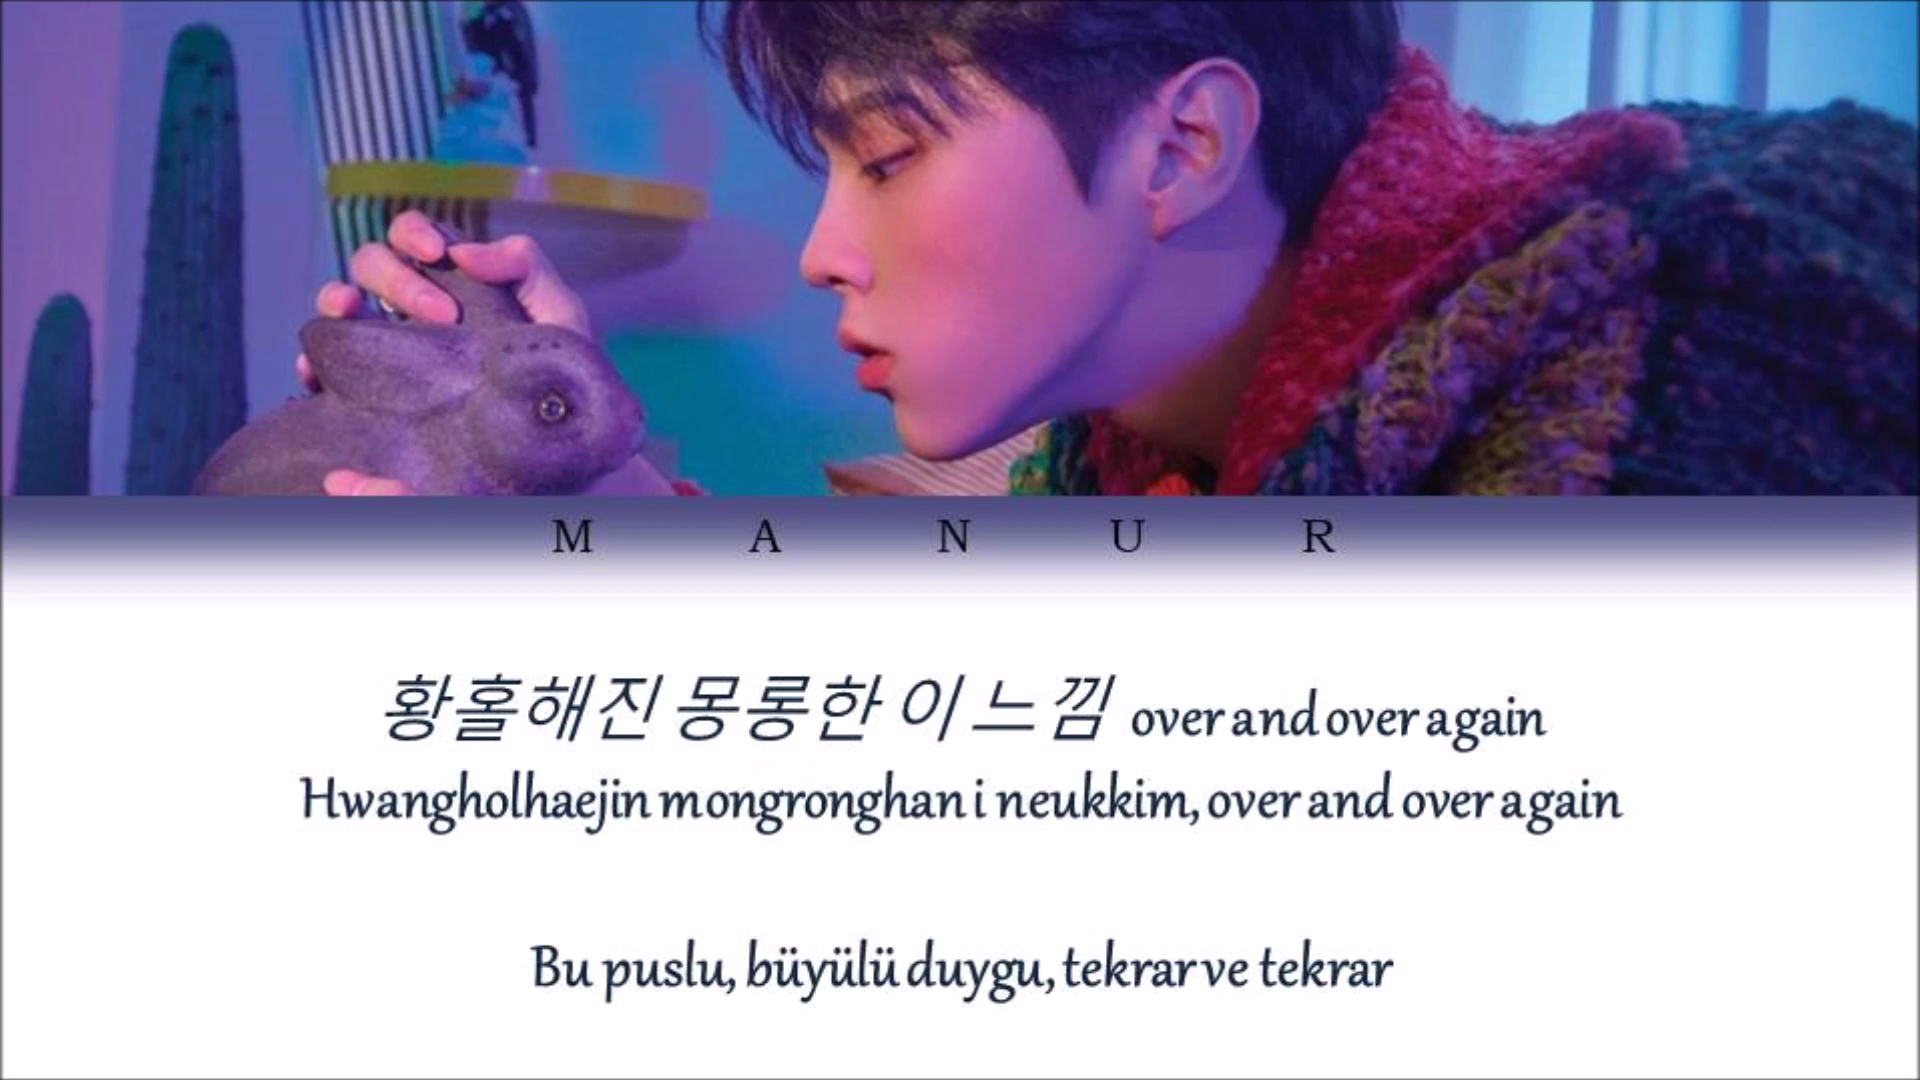 M A N U R
황홀해진 몽롱한 이 느낌 over and over again
Hwangholhaejin mongronghan i neukkim, over and over again
Bu puslu, büyülü duygu, tekrar ve tekrar